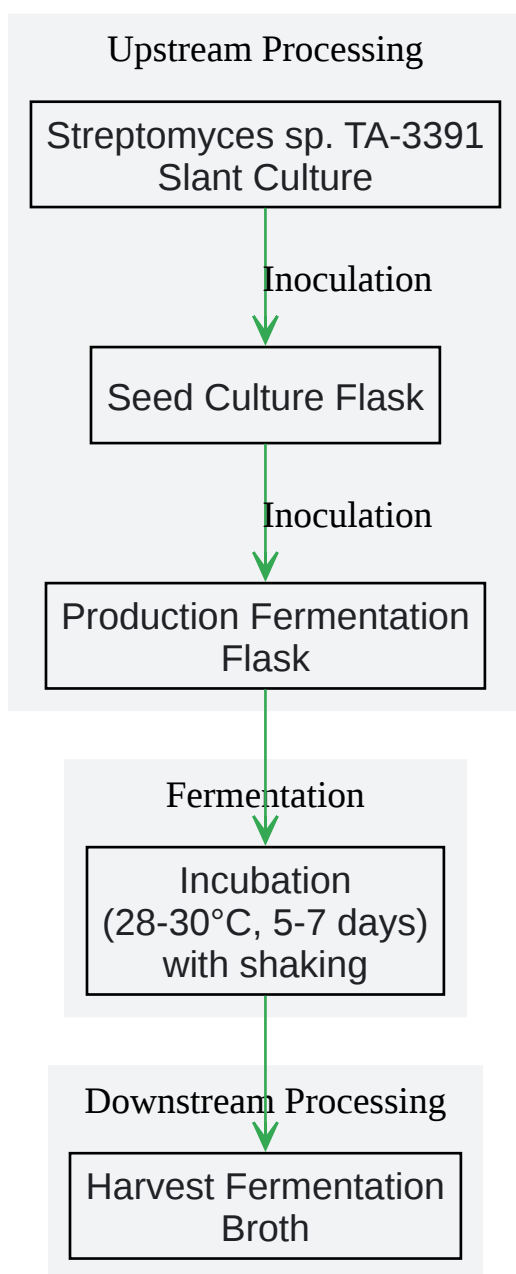 Upstream Processing
Streptomyces sp. TA-3391
Slant Culture
Inoculation
Seed Culture Flask
Inoculation
Production Fermentation
Flask
Fermentation
Incubation
(28-30°C, 5-7 days)
with shaking
Downstream Processing
Harvest Fermentation
Broth